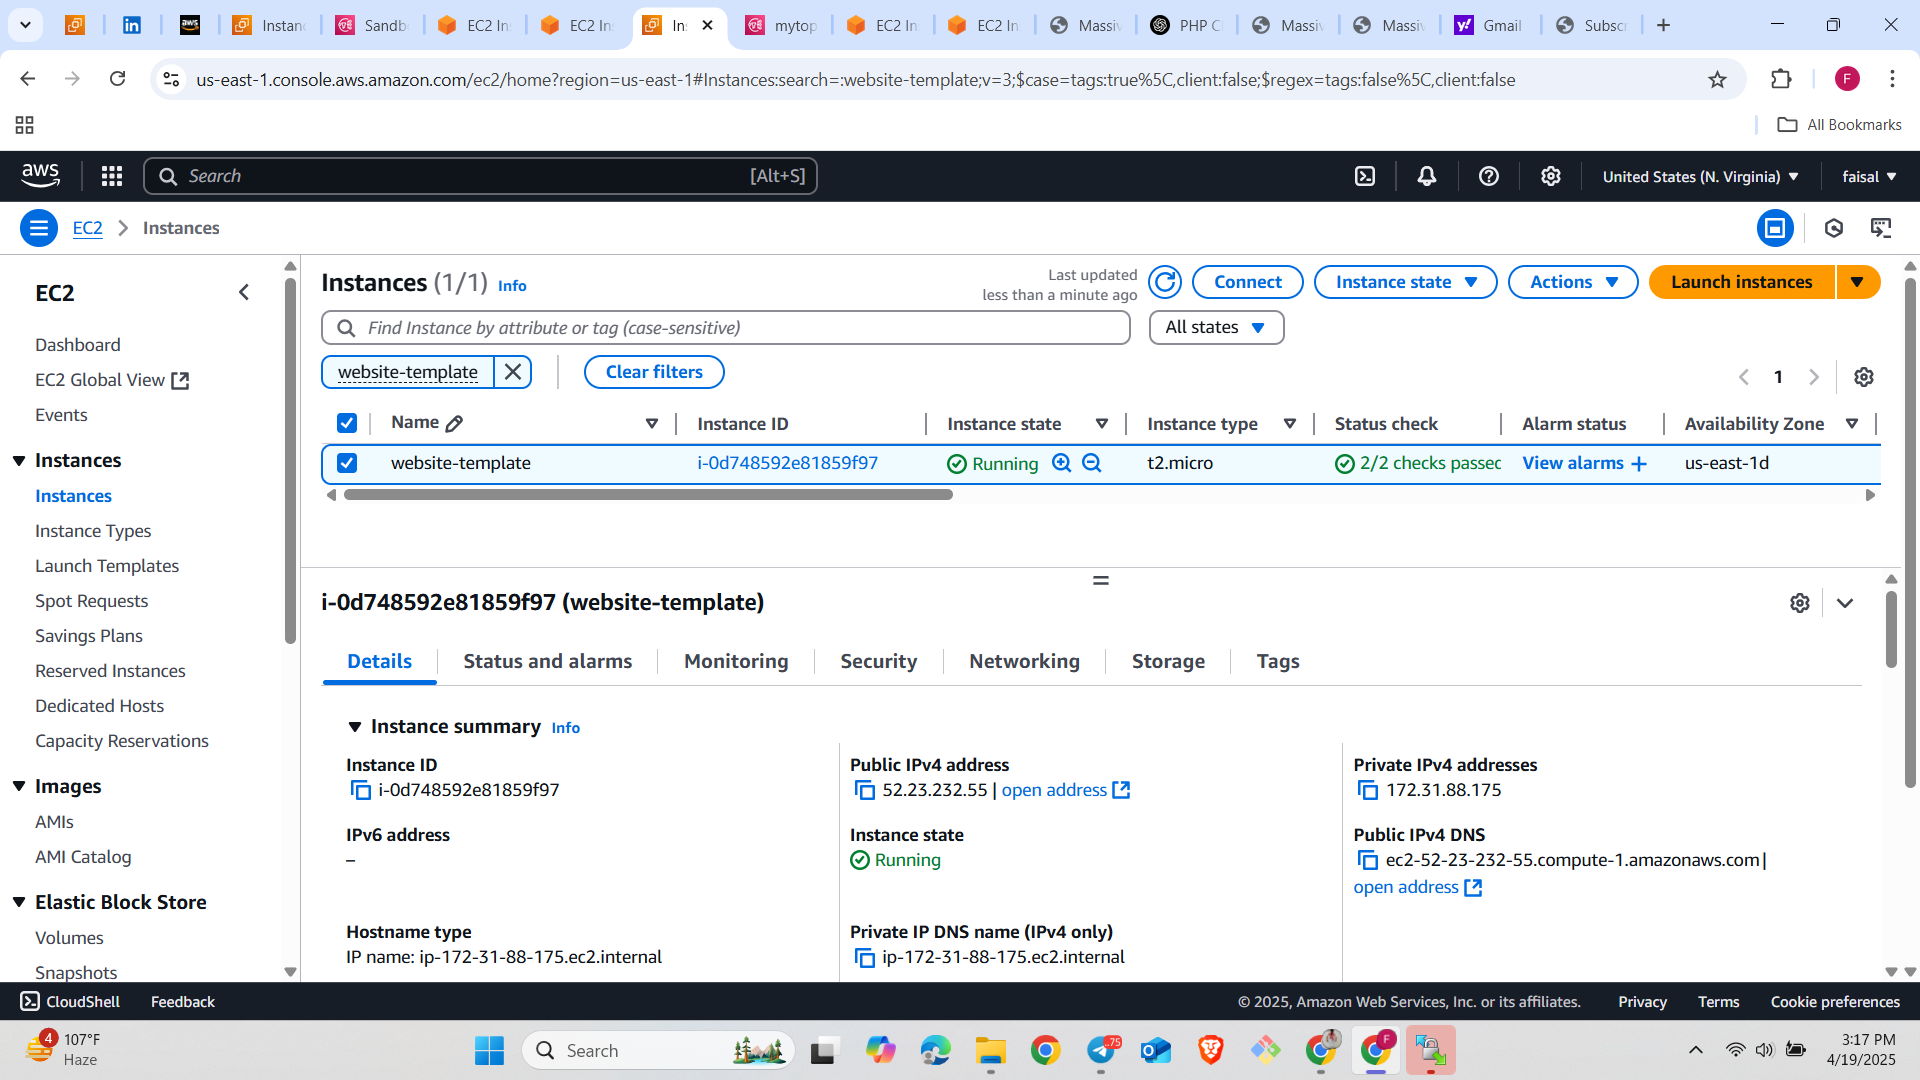 Instanc
Sandb
EC2 In
EC2 In
In
mytop
EC2 In
EC2 In
Massiv
PHP C
Massiv
Massiv
Gmail
Subscr
us-east-1.console.aws.amazon.com/ec2/home?region=us-east-1#Instances:search=:website-template;v=3;$case=tags:true%5C,client:false;$regex=tags:false%5C,client:false
F
All Bookmarks
aws
Search
[Alt+S]
United States (N. Virginia)
faisal
EC2
Instances
EC2
Dashboard
EC2 Global View
Events
Instances
Instances
Instance Types
Launch Templates
Spot Requests
Savings Plans
Reserved Instances
Dedicated Hosts
Capacity Reservations
Images
AMIs
AMI Catalog
Elastic Block Store
Volumes
Snapshots
Instances (1/1) Info
Last updated
less than a minute ago
Connect
Instance state
Actions
Launch instances
Find Instance by attribute or tag (case-sensitive)
All states
website-template
Clear filters
1
Name
Instance ID
Instance state
Instance type
Status check
Alarm status
Availability Zone
website-template
i-0d748592e81859f97
Running
t2.micro
2/2 checks passec
View alarms +
us-east-1d
i-0d748592e81859f97 (website-template)
Details
Status and alarms
Monitoring
Security
Networking
Storage
Tags
Instance summary Info
Instance ID
i-0d748592e81859f97
Public IPv4 address
52.23.232.55 | open address
Private IPv4 addresses
172.31.88.175
IPv6 address
–
Instance state
Running
Public IPv4 DNS
ec2-52-23-232-55.compute-1.amazonaws.com |
open address
Hostname type
IP name: ip-172-31-88-175.ec2.internal
Private IP DNS name (IPv4 only)
ip-172-31-88-175.ec2.internal
CloudShell
Feedback
© 2025, Amazon Web Services, Inc. or its affiliates.
Privacy
Terms
Cookie preferences
4
107°F
Haze
Search
.75
F
3:17 PM
4/19/2025